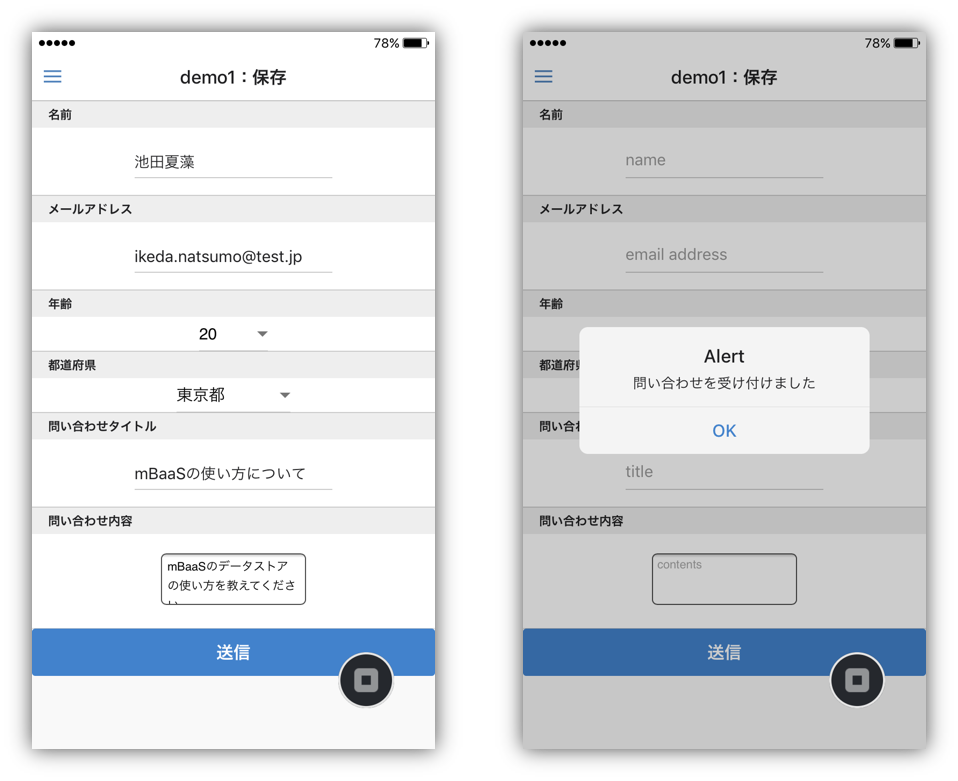 78%
demo1：保存
名前
池田夏藻
メールアドレス
ikeda.natsumo@test.jp
年齢
20
都道府県
東京都
問い合わせタイトル
mBaaSの使い方について
問い合わせ内容
mBaaSのデータストア
の使い方を教えてくださ
い
送信
78%
demo1：保存
名前
name
メールアドレス
email address
年齢
都道府県
Alert
問い合わせを受け付けました
OK
問い合わ
title
問い合わせ内容
contents
送信